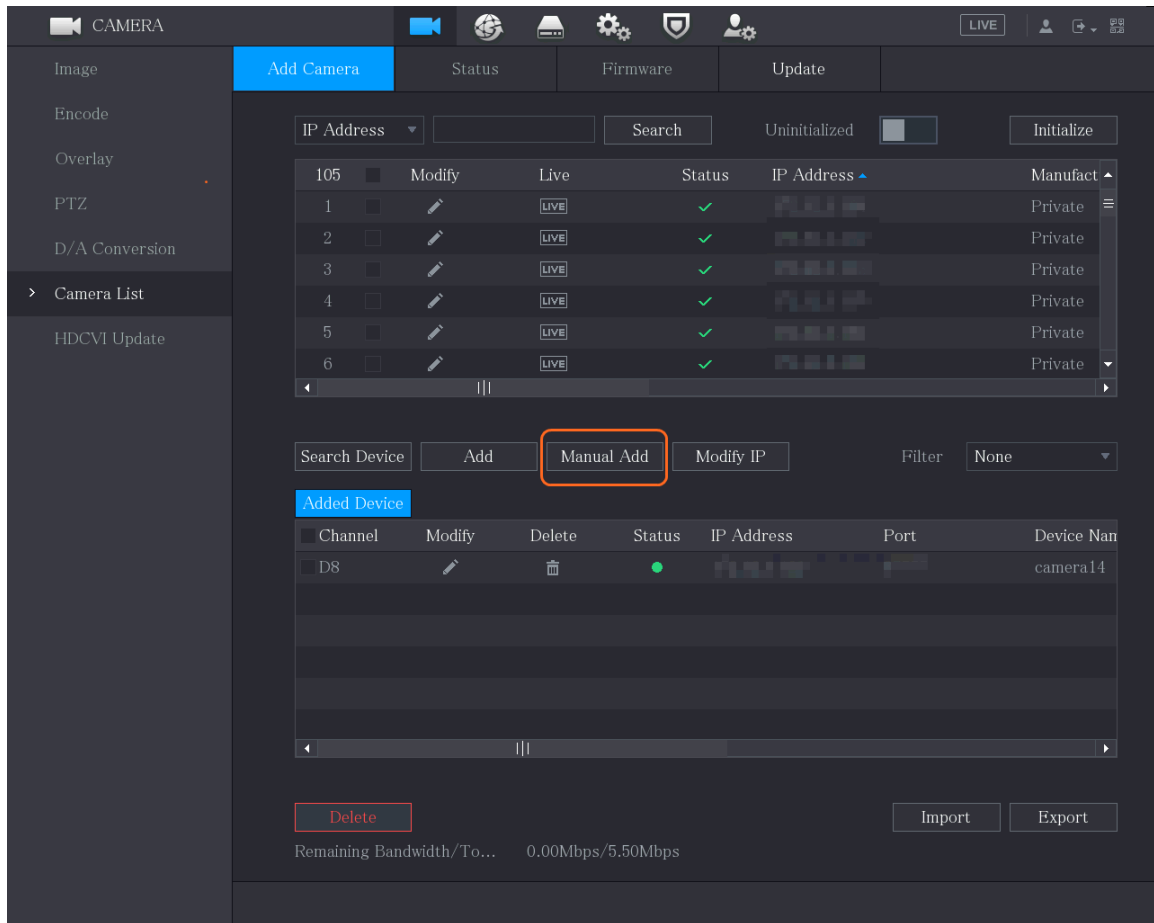 CAMERA LIVE
Image
Encode
Overlay
PTZ
D/A Conversion
Camera List
HDCVI Update
Add Camera Status Firmware Update
IP Address Search Uninitialized Initialize
105 Modify Live Status IP Address Manufact
1 LIVE Private
2 LIVE Private
3 LIVE Private
4 LIVE Private
5 LIVE Private
6 LIVE Private
Search Device Add Manual Add Modify IP Filter None
Added Device
Channel Modify Delete Status IP Address Port Device Nam
D8 camera14
Delete Import Export
Remaining Bandwidth/To... 0.00Mbps/5.50Mbps